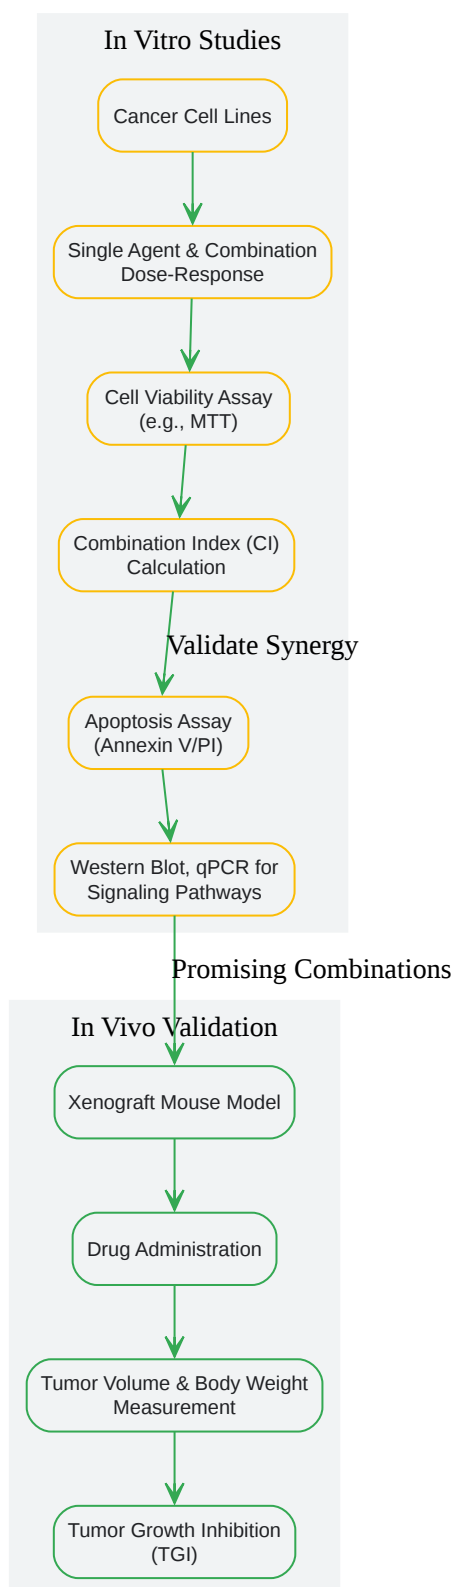 In Vitro Studies
Cancer Cell Lines
Single Agent & Combination
Dose-Response
Cell Viability Assay
(e.g., MTT)
Combination Index (CI)
Calculation
Validate Synergy
Apoptosis Assay
(Annexin V/PI)
Western Blot, qPCR for
Signaling Pathways
Promising Combinations
In Vivo Validation
Xenograft Mouse Model
Drug Administration
Tumor Volume & Body Weight
Measurement
Tumor Growth Inhibition
(TGI)